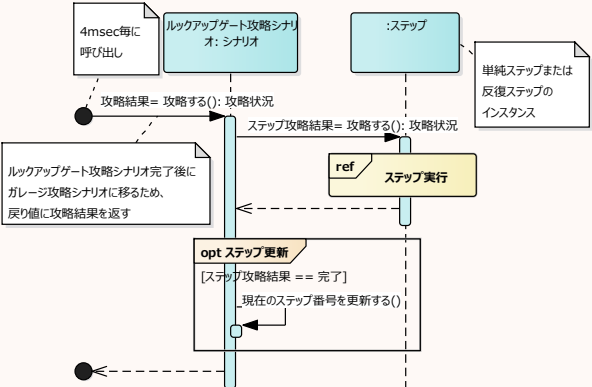 4msec毎に
呼び出し
ルックアップゲート攻略シナリ
オ: シナリオ
:ステップ
単純ステップまたは
反復ステップの
インスタンス
攻略結果= 攻略する(): 攻略状況
ステップ攻略結果= 攻略する(): 攻略状況
ルックアップゲート攻略シナリオ完了後に
ガレージ攻略シナリオに移るため、
戻り値に攻略結果を返す
ref
ステップ実行
opt ステップ更新
[ステップ攻略結果 == 完了]
現在のステップ番号を更新する()